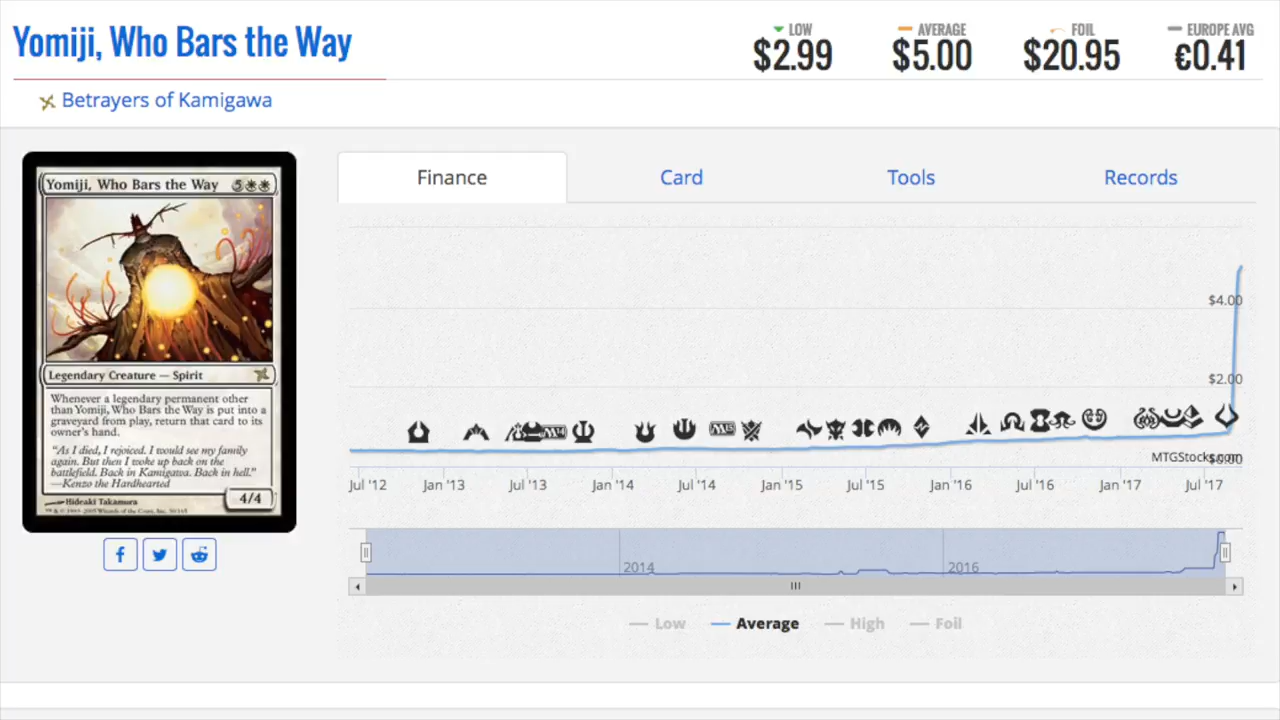 Yomiji, Who Bars the Way
LOW
$2.99
AVERAGE
$5.00
FOIL
$20.95
EUROPE AVG
€0.41
Betrayers of Kamigawa
Yomiji, Who Bars the Way 5
Legendary Creature — Spirit
Whenever a legendary permanent other
than Yomiji, Who Bars the Way is put into a
graveyard from play, return that card to its
owner's hand.
"As I died, I rejoiced. I would see my family
again. But then I woke up back on the
battlefield. Back in Kamigawa. Back in hell."
—Kenzo the Hardhearted
Hideaki Takamura
4/4
Finance
Card
Tools
Records
$4.00
$2.00
$0.00
MTGStocks.com
Jul '12
Jan '13
Jul '13
Jan '14
Jul '14
Jan '15
Jul '15
Jan '16
Jul '16
Jan '17
Jul '17
2014
2016
Low
Average
High
Foil